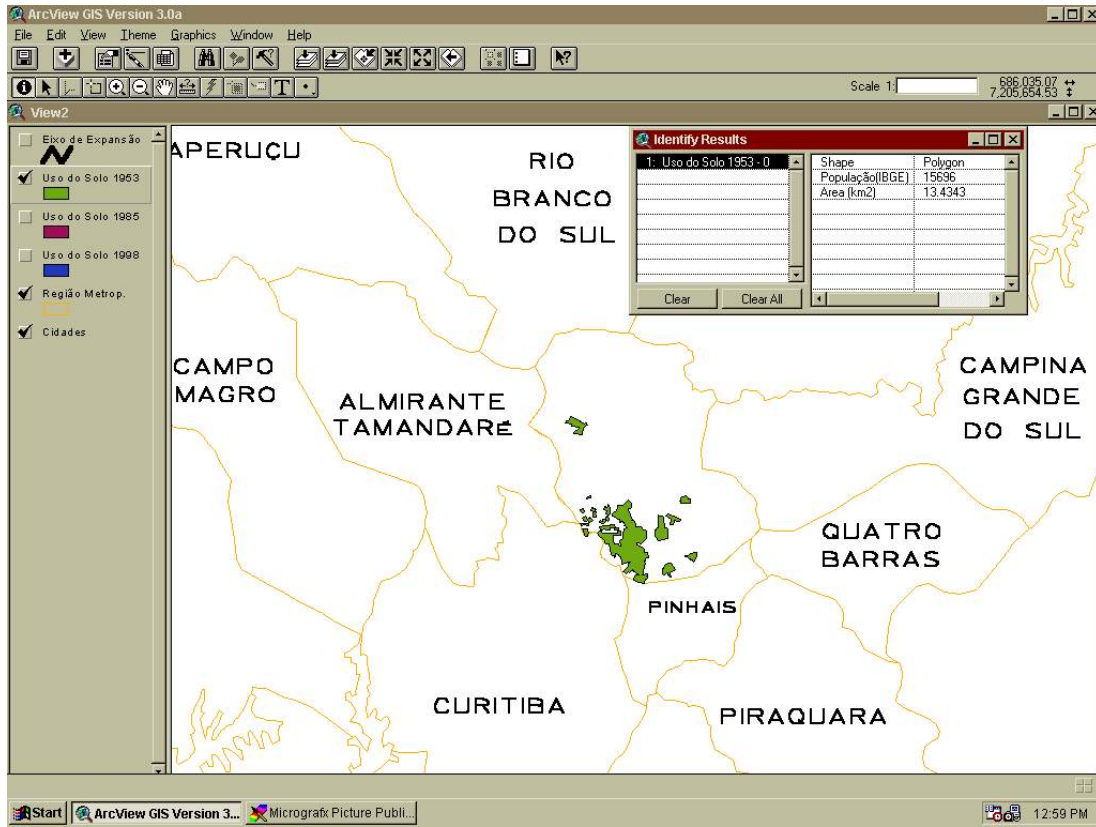 ArcView GIS Version 3.0a
File Edit View Theme Graphics Window Help
Scale 1: 686,035.07
7,205,654.53
View2
Eixo de Expansão
Uso do Solo 1953
Uso do Solo 1985
Uso do Solo 1998
Região Metrop.
Cidades
Identify Results
1: Uso do Solo 1953 - 0
Shape Polygon
População(IBGE) 15696
Area (km2) 13.4343
Clear Clear All
APERUÇU
RIO
BRANCO
DO SUL
CAMPO
MAGRO
ALMIRANTE
TAMANDARÉ
CAMPINA
GRANDE
DO SUL
QUATRO
BARRAS
PINHAIS
CURITIBA
PIRAQUARA
Start ArcView GIS Version 3... Micrografx Picture Publi... 12:59 PM